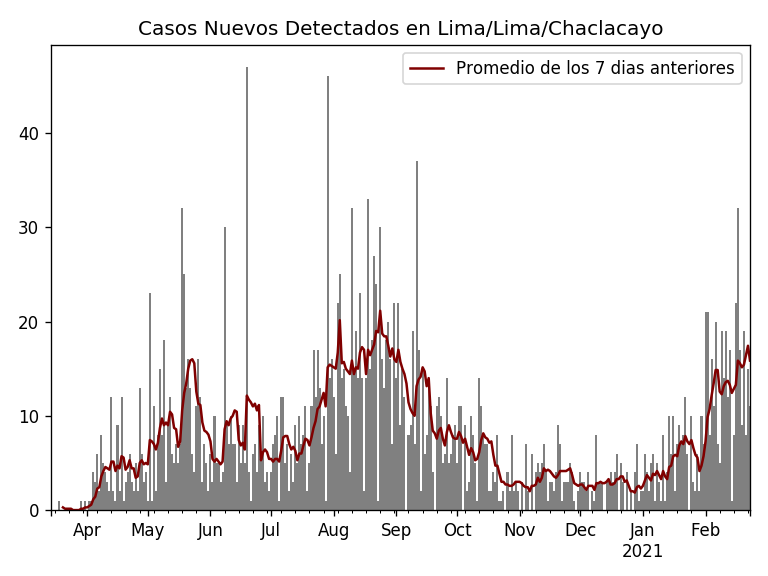 Casos Nuevos Detectados en Lima/Lima/Chaclacayo
Promedio de los 7 dias anteriores
40
30
20
10
0
Apr May Jun Jul Aug Sep Oct Nov Dec Jan Feb
2021